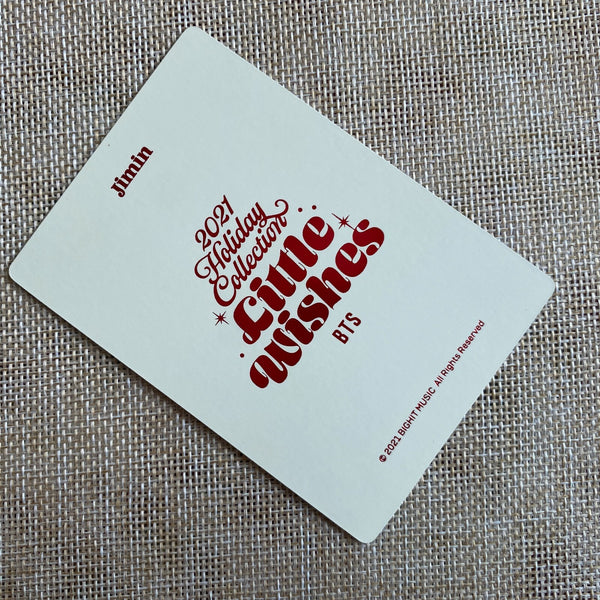 Jimin
2021
Holiday
Collection
Little
Wishes
BTS
© 2021 BIGHIT MUSIC All Rights Reserved